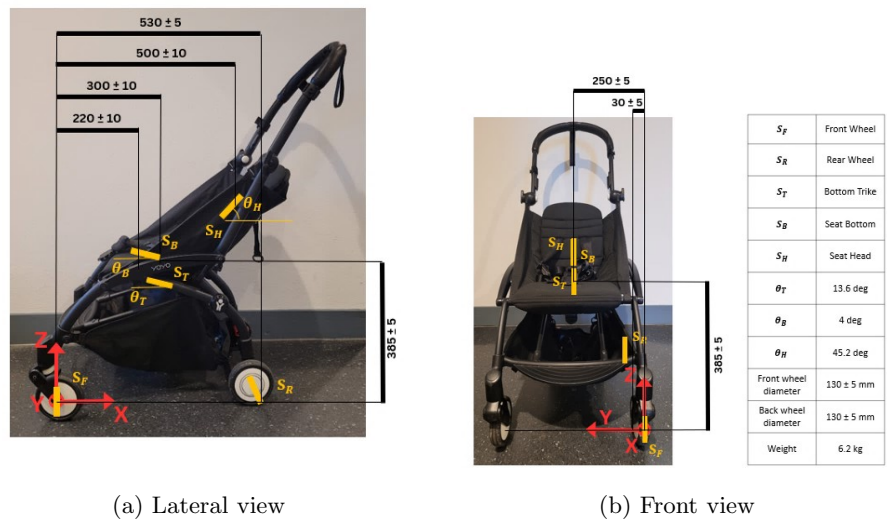 530 ± 5
500 ± 10
300 ± 10
220 ± 10
θ_H
S_H
S_B
θ_B
YOYO
S_T
θ_T
385 ± 5
Z
S_F
S_R
Y
X
(a) Lateral view
250 ± 5
30 ± 5
S_H
S_B
S_T
Z
385 ± 5
Y
X
S_F
(b) Front view
S_F Front Wheel
S_R Rear Wheel
S_T Bottom Trike
S_B Seat Bottom
S_H Seat Head
θ_T 13.6 deg
θ_B 4 deg
θ_H 45.2 deg
Front wheel
diameter 130 ± 5 mm
Back wheel
diameter 130 ± 5 mm
Weight 6.2 kg